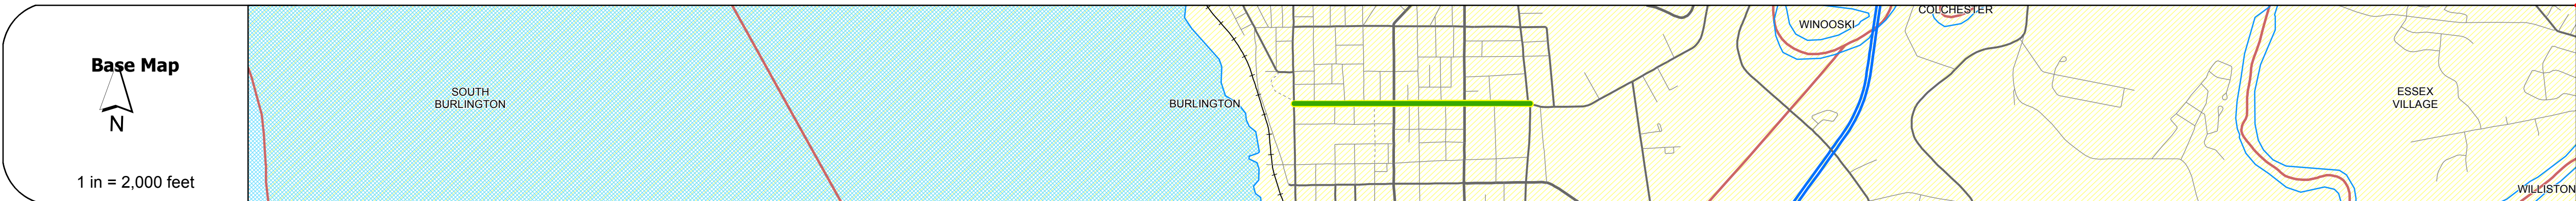 Base Map
N
1 in = 2,000 feet
SOUTH
BURLINGTON
BURLINGTON
WINOOSKI
COLCHESTER
ESSEX
VILLAGE
WILLISTON